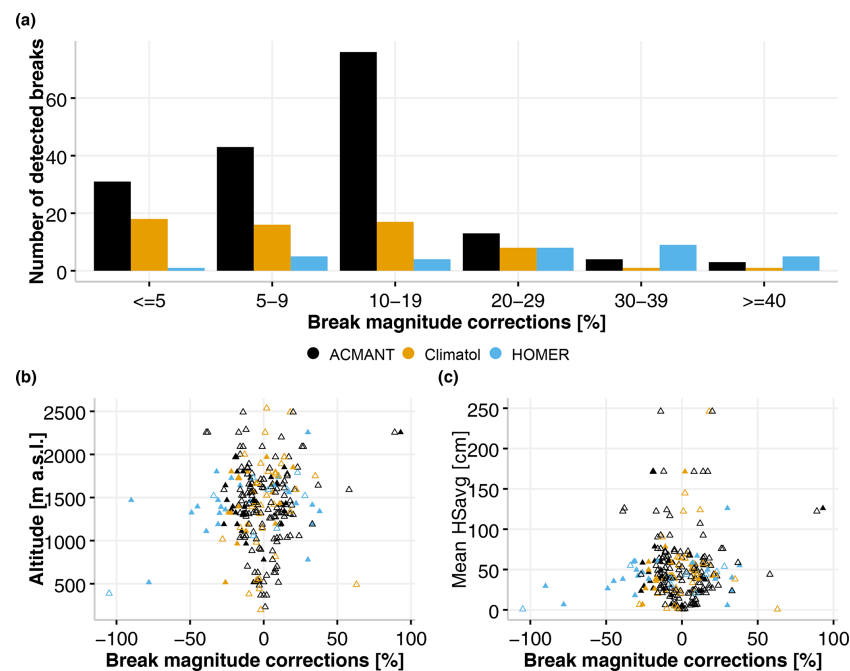 (a)
Number of detected breaks
60
40
20
0
<=5 5–9 10–19 20–29 30–39 >=40
Break magnitude corrections [%]
ACMANT Climatol HOMER
(b)
Altitude [m a.s.l.]
2500
2000
1500
1000
500
−100 −50 0 50 100
Break magnitude corrections [%]
(c)
Mean HSavg [cm]
250
200
150
100
50
0
−100 −50 0 50 100
Break magnitude corrections [%]